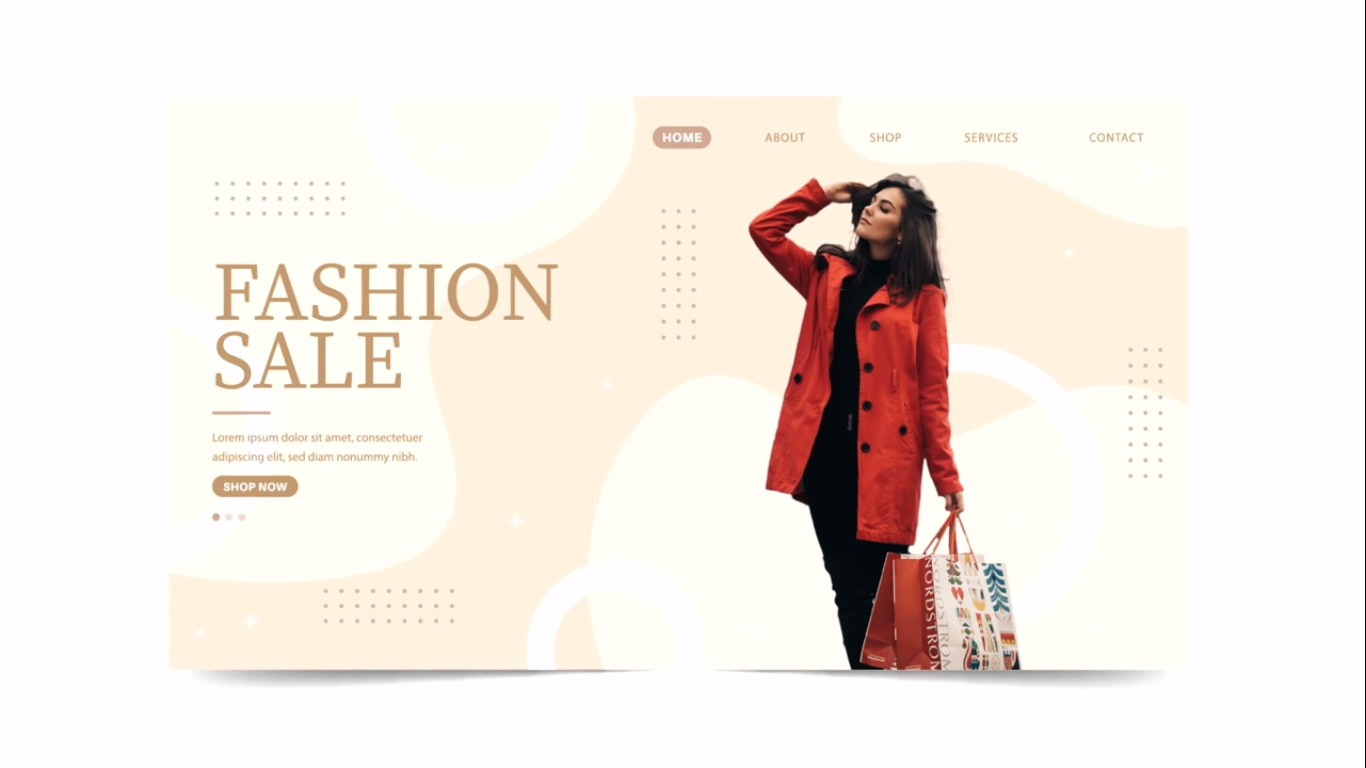 HOME ABOUT SHOP SERVICES CONTACT
FASHION
SALE
Lorem ipsum dolor sit amet, consectetuer
adipiscing elit, sed diam nonummy nibh.
SHOP NOW
NORDSTROM
NORDSTROM